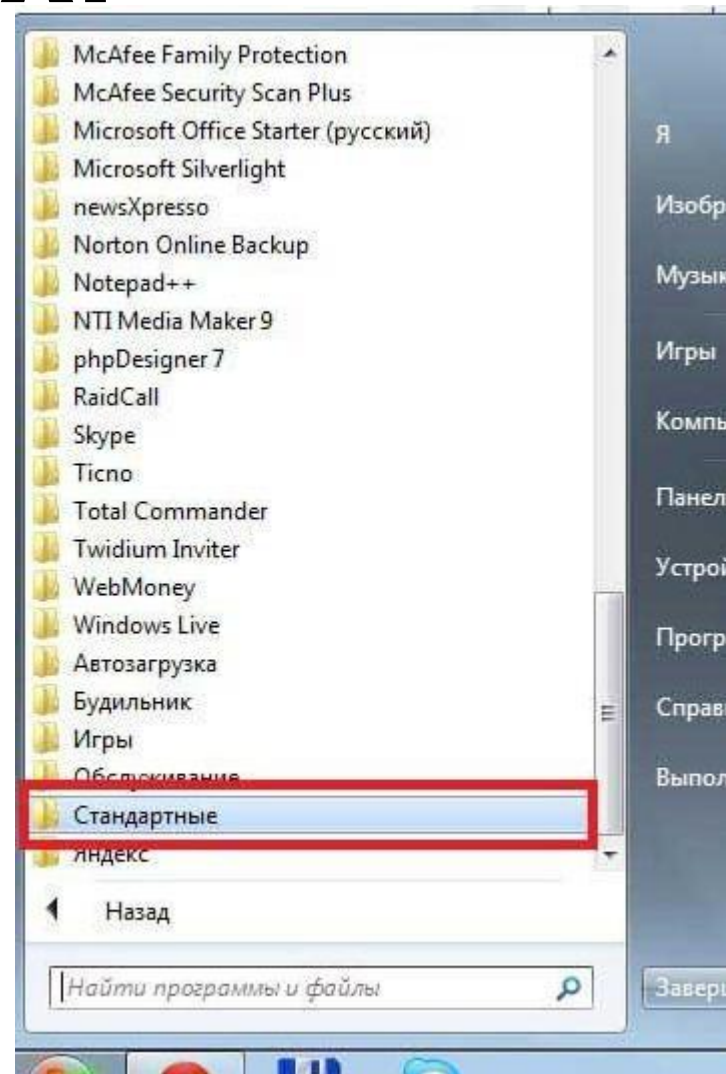 McAfee Family Protection
McAfee Security Scan Plus
Microsoft Office Starter (русский)
Microsoft Silverlight
newsXpresso
Norton Online Backup
Notepad++
NTI Media Maker 9
phpDesigner 7
RaidCall
Skype
Ticno
Total Commander
Twidium Inviter
WebMoney
Windows Live
Автозагрузка
Будильник
Игры
Обслуживание
Стандартные
Яндекс
Назад
Найти программы и файлы
Я
Изобр
Музык
Игры
Компь
Панел
Устрой
Прогр
Справ
Выпол
Завер